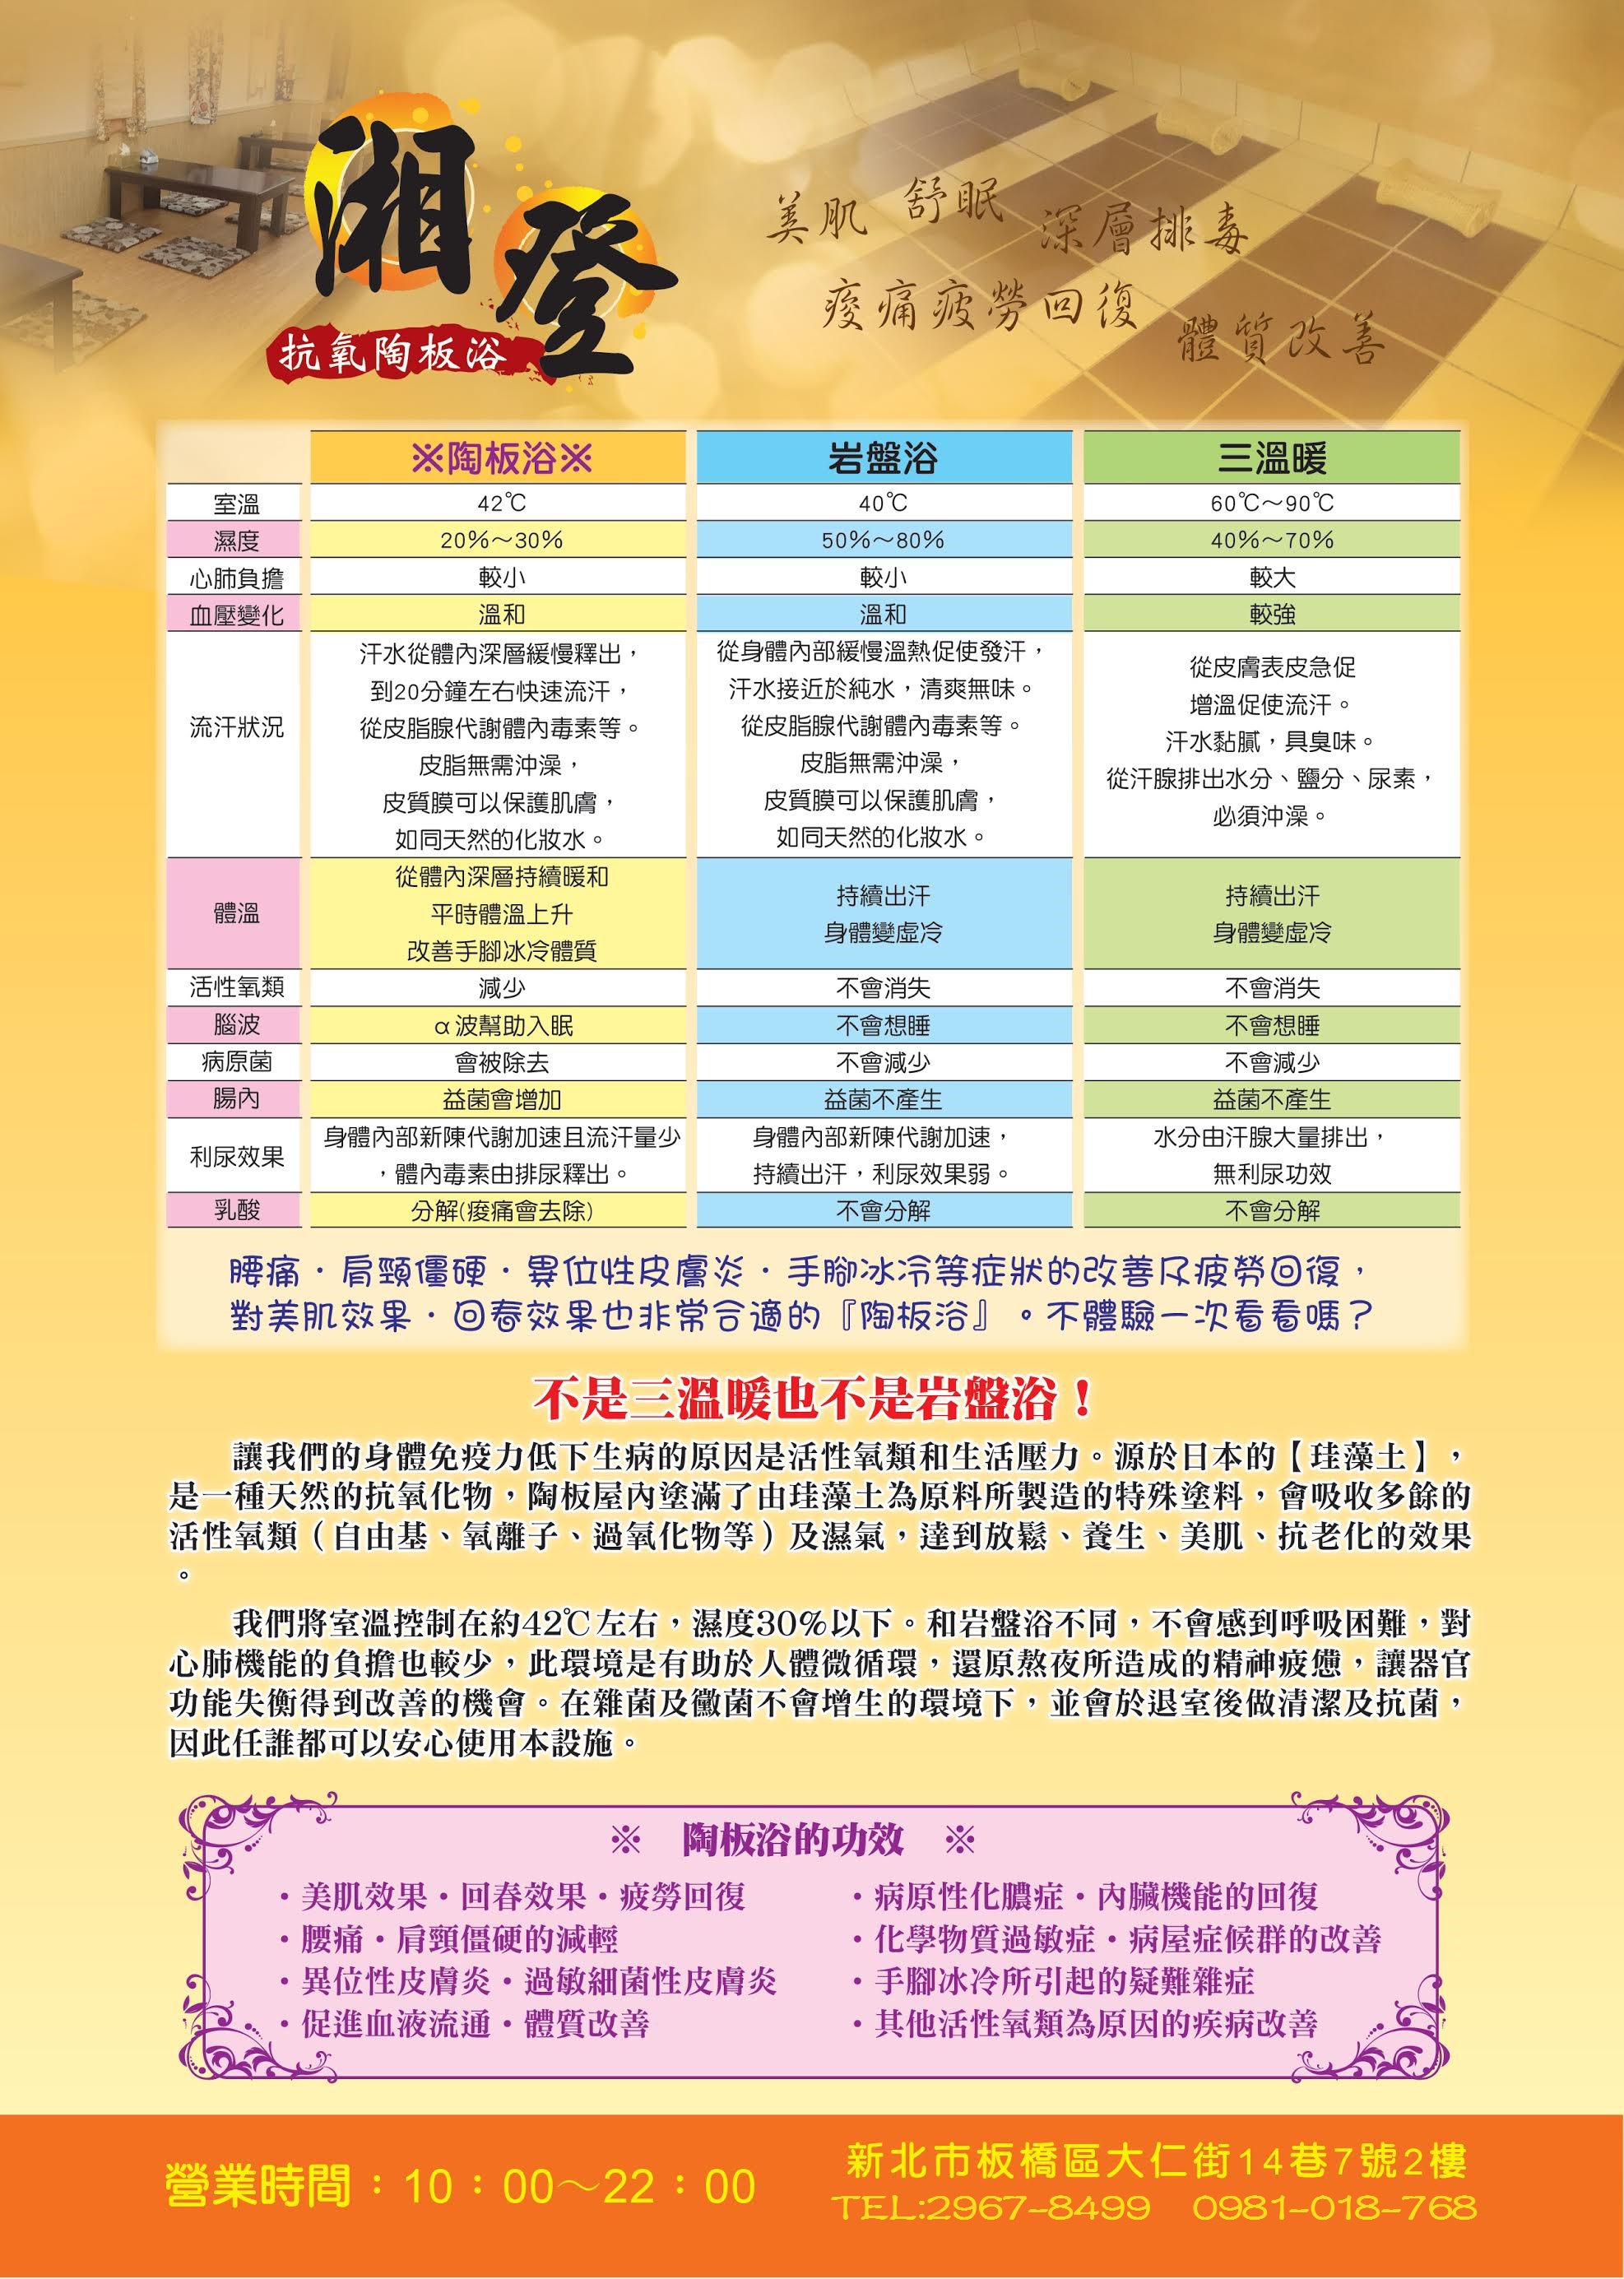 湘登
抗氧陶板浴
美肌 舒眠 深層排毒
痠痛疲勞回復
體質改善
※陶板浴※ 岩盤浴 三溫暖
室溫 42℃ 40℃ 60℃～90℃
濕度 20%～30% 50%～80% 40%～70%
心肺負擔 較小 較小 較大
血壓變化 溫和 溫和 較強
流汗狀況
汗水從體內深層緩慢釋出，
到20分鐘左右快速流汗，
從皮脂腺代謝體內毒素等。
皮脂無需沖澡，
皮質膜可以保護肌膚，
如同天然的化妝水。
從身體內部緩慢溫熱促使發汗，
汗水接近於純水，清爽無味。
從皮脂腺代謝體內毒素等。
皮脂無需沖澡，
皮質膜可以保護肌膚，
如同天然的化妝水。
從皮膚表皮急促
增溫促使流汗。
汗水黏膩，具臭味。
從汗腺排出水分、鹽分、尿素，
必須沖澡。
體溫
從體內深層持續暖和
平時體溫上升
改善手腳冰冷體質
持續出汗
身體變虛冷
持續出汗
身體變虛冷
活性氧類 減少 不會消失 不會消失
腦波 α波幫助入眠 不會想睡 不會想睡
病原菌 會被除去 不會減少 不會減少
腸內 益菌會增加 益菌不產生 益菌不產生
利尿效果
身體內部新陳代謝加速且流汗量少
，體內毒素由排尿釋出。
身體內部新陳代謝加速，
持續出汗，利尿效果弱。
水分由汗腺大量排出，
無利尿功效
乳酸 分解(痠痛會去除) 不會分解 不會分解
腰痛．肩頸僵硬．異位性皮膚炎．手腳冰冷等症狀的改善及疲勞回復，
對美肌效果．回春效果也非常合適的『陶板浴』。不體驗一次看看嗎？
不是三溫暖也不是岩盤浴！
讓我們的身體免疫力低下生病的原因是活性氧類和生活壓力。源於日本的【珪藻土】，
是一種天然的抗氧化物，陶板屋內塗滿了由珪藻土為原料所製造的特殊塗料，會吸收多餘的
活性氧類（自由基、氧離子、過氧化物等）及濕氣，達到放鬆、養生、美肌、抗老化的效果
。
我們將室溫控制在約42℃左右，濕度30%以下。和岩盤浴不同，不會感到呼吸困難，對
心肺機能的負擔也較少，此環境是有助於人體微循環，還原熬夜所造成的精神疲憊，讓器官
功能失衡得到改善的機會。在雜菌及黴菌不會增生的環境下，並會於退室後做清潔及抗菌，
因此任誰都可以安心使用本設施。
※ 陶板浴的功效 ※
・美肌效果・回春效果・疲勞回復
・腰痛・肩頸僵硬的減輕
・異位性皮膚炎・過敏細菌性皮膚炎
・促進血液流通・體質改善
・病原性化膿症・內臟機能的回復
・化學物質過敏症・病屋症候群的改善
・手腳冰冷所引起的疑難雜症
・其他活性氧類為原因的疾病改善
營業時間：10：00～22：00
新北市板橋區大仁街14巷7號2樓
TEL:2967-8499 0981-018-768